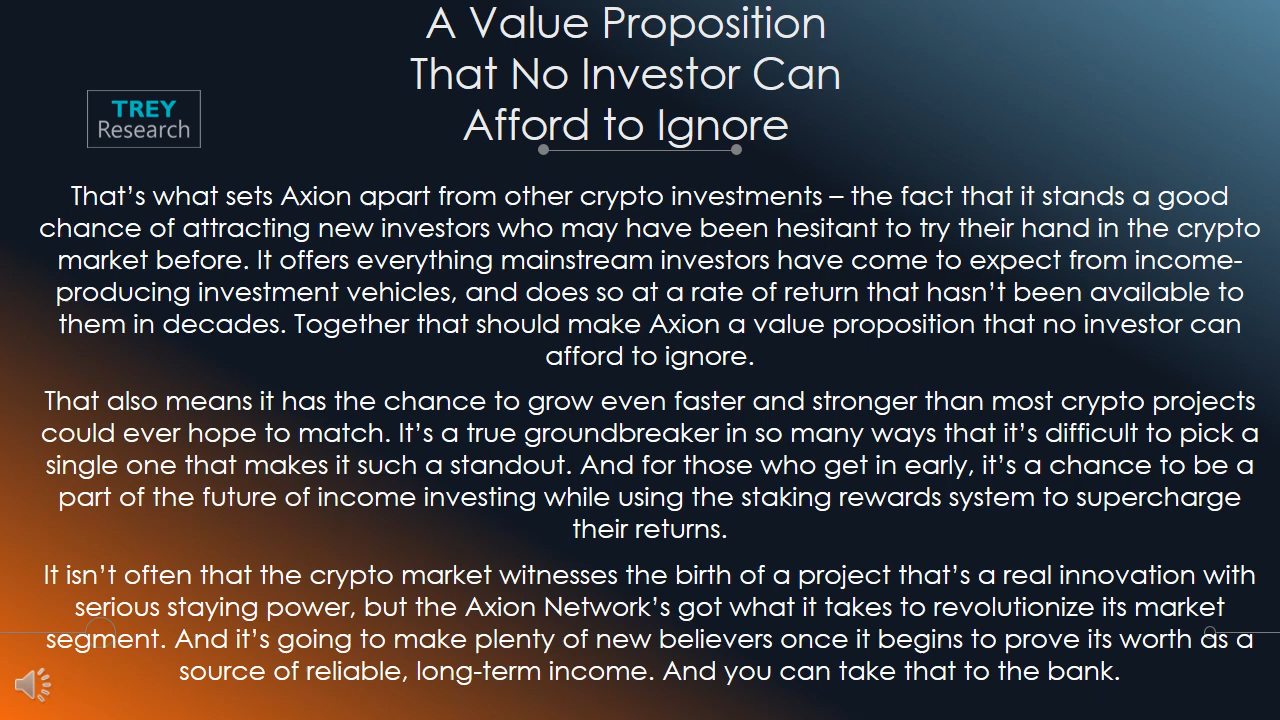 A Value Proposition
That No Investor Can
Afford to Ignore
TREY
Research
That’s what sets Axion apart from other crypto investments – the fact that it stands a good
chance of attracting new investors who may have been hesitant to try their hand in the crypto
market before. It offers everything mainstream investors have come to expect from income-
producing investment vehicles, and does so at a rate of return that hasn’t been available to
them in decades. Together that should make Axion a value proposition that no investor can
afford to ignore.
That also means it has the chance to grow even faster and stronger than most crypto projects
could ever hope to match. It’s a true groundbreaker in so many ways that it’s difficult to pick a
single one that makes it such a standout. And for those who get in early, it’s a chance to be a
part of the future of income investing while using the staking rewards system to supercharge
their returns.
It isn’t often that the crypto market witnesses the birth of a project that’s a real innovation with
serious staying power, but the Axion Network’s got what it takes to revolutionize its market
segment. And it’s going to make plenty of new believers once it begins to prove its worth as a
source of reliable, long-term income. And you can take that to the bank.